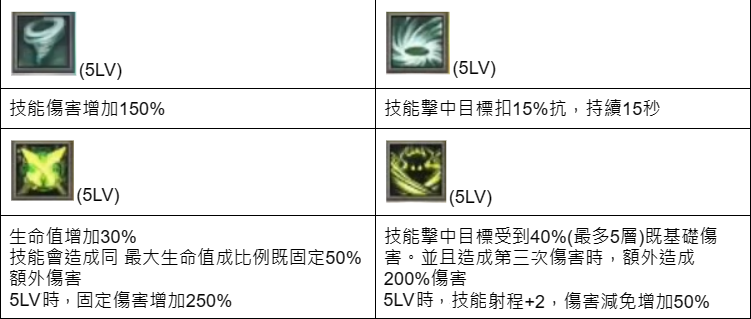 (5LV)
(5LV)
技能傷害增加150%
技能擊中目標扣15%抗，持續15秒
(5LV)
(5LV)
生命值增加30%
技能會造成同 最大生命值成比例既固定50%
額外傷害
5LV時，固定傷害增加250%
技能擊中目標受到40%(最多5層)既基礎傷
害。並且造成第三次傷害時，額外造成
200%傷害
5LV時，技能射程+2，傷害減免增加50%